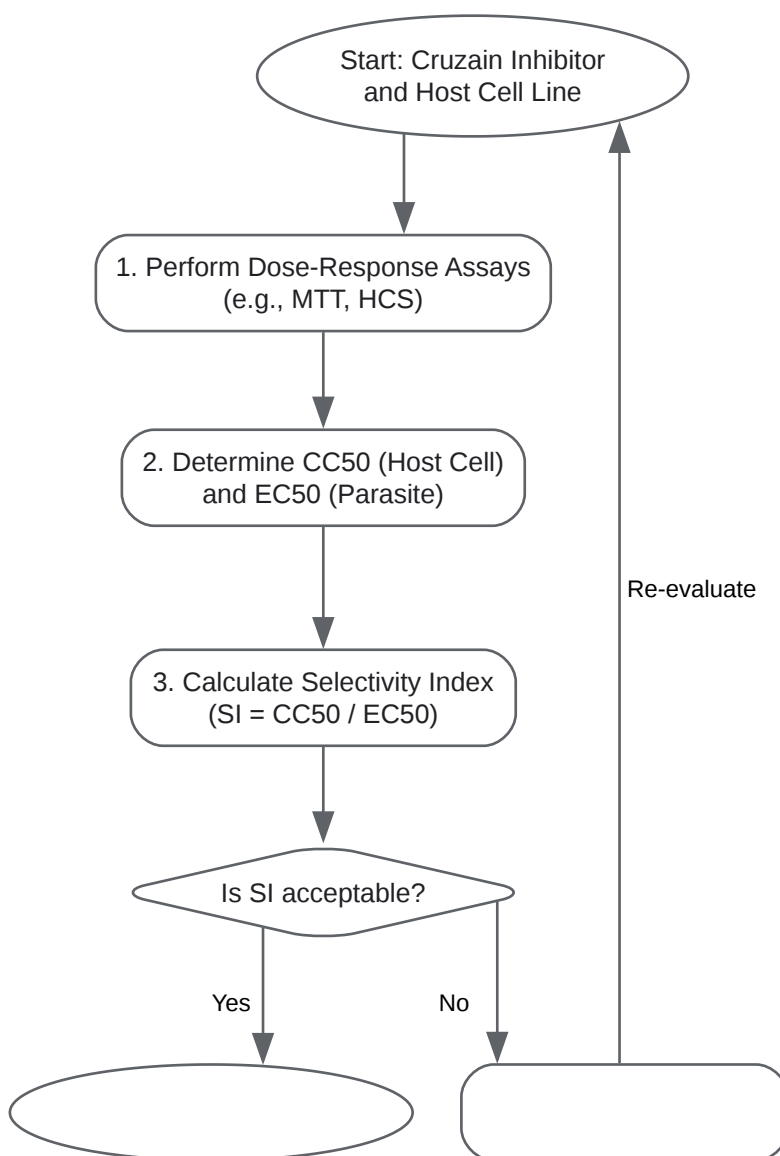 Start: Cruzain Inhibitor
and Host Cell Line
1. Perform Dose-Response Assays
(e.g., MTT, HCS)
2. Determine CC50 (Host Cell)
and EC50 (Parasite)
Re-evaluate
3. Calculate Selectivity Index
(SI = CC50 / EC50)
Is SI acceptable?
Yes
No